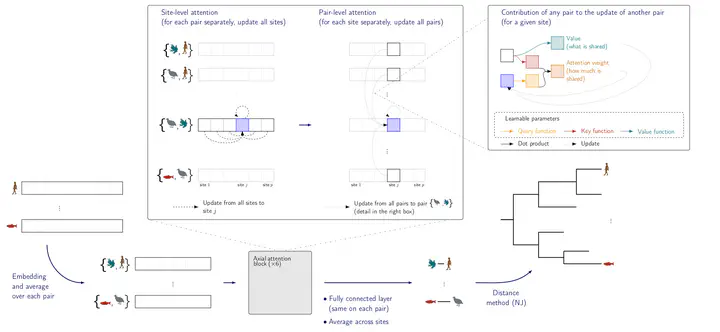 Site-level attention
(for each pair separately, update all sites)
Pair-level attention
(for each site separately, update all pairs)
Contribution of any pair to the update of another pair
(for a given site)
Value
(what is shared)
Attention weight
(how much is
shared)
Learnable parameters
Query function
Key function
Value function
Dot product
Update
site 1
site j
site p
site 1
site j
site p
Update from all sites to
site j
Update from all pairs to pair
(detail in the right box)
Embedding
and average
over each pair
Axial attention
block (×6)
• Fully connected layer
(same on each pair)
• Average across sites
Distance
method (NJ)